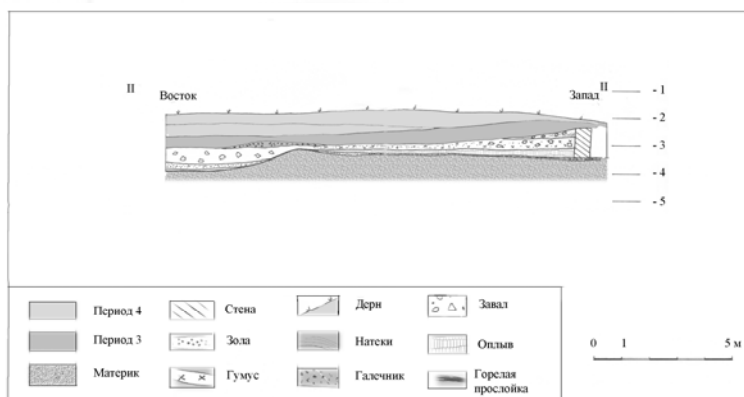 II
II
Восток
Запад
- 1
- 2
- 3
- 4
- 5
Период 4
Стена
Дерн
Завал
Период 3
Зола
Натеки
Оплыв
Материк
Гумус
Галечник
Горелая
прослойка
0 1 5 м